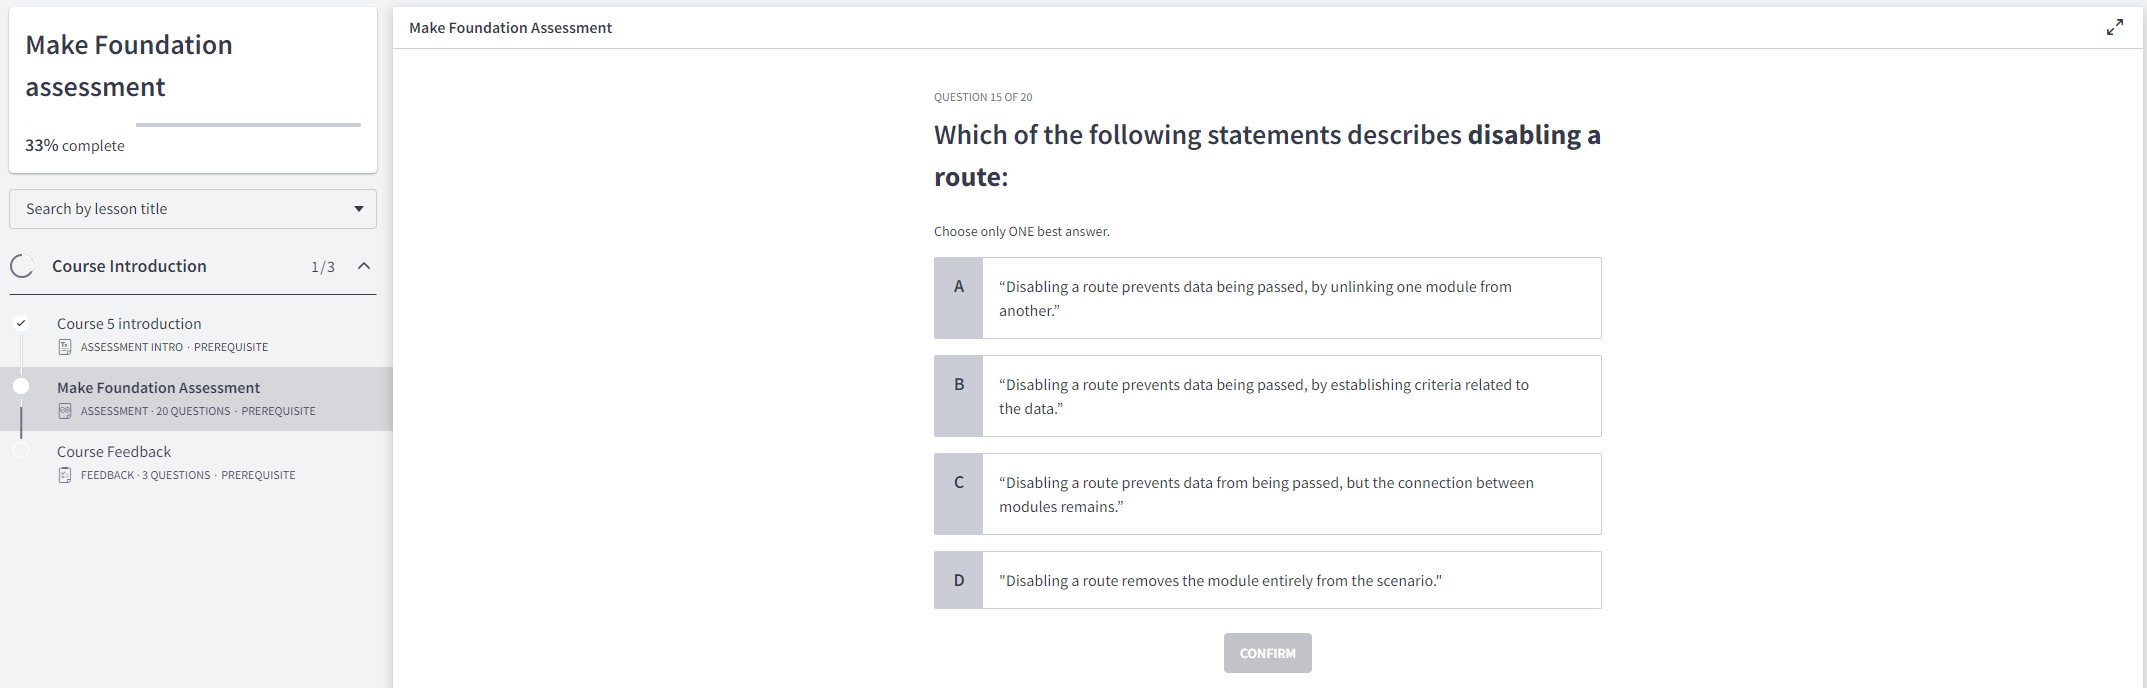 Make Foundation
assessment
33% complete
Search by lesson title
Course Introduction 1/3
Course 5 introduction
ASSESSMENT INTRO · PREREQUISITE
Make Foundation Assessment
ASSESSMENT · 20 QUESTIONS · PREREQUISITE
Course Feedback
FEEDBACK · 3 QUESTIONS · PREREQUISITE
Make Foundation Assessment
QUESTION 15 OF 20
Which of the following statements describes disabling a
route:
Choose only ONE best answer.
A “Disabling a route prevents data being passed, by unlinking one module from
another.”
B “Disabling a route prevents data being passed, by establishing criteria related to
the data.”
C “Disabling a route prevents data from being passed, but the connection between
modules remains.”
D "Disabling a route removes the module entirely from the scenario."
CONFIRM